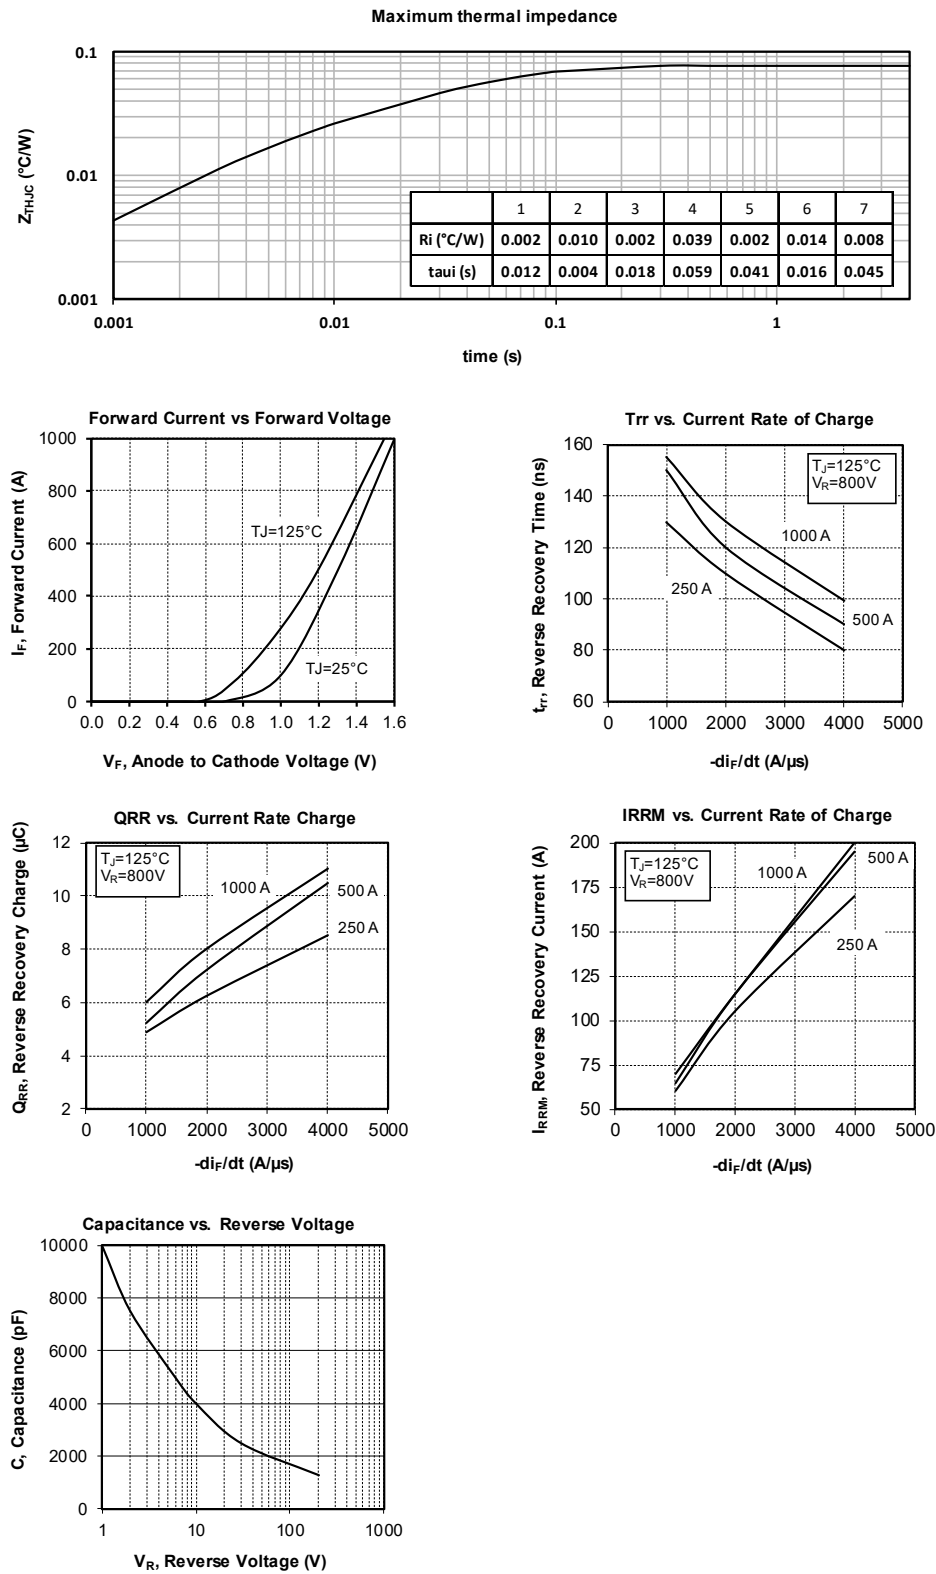 Maximum thermal impedance
0.1
0.01
0.001
Z_THJC (°C/W)
1 2 3 4 5 6 7
Ri (°C/W) 0.002 0.010 0.002 0.039 0.002 0.014 0.008
taui (s) 0.012 0.004 0.018 0.059 0.041 0.016 0.045
0.001 0.01 0.1 1
time (s)
Forward Current vs Forward Voltage
1000
800
600
400
200
0
I_F, Forward Current (A)
TJ=125°C
TJ=25°C
0.0 0.2 0.4 0.6 0.8 1.0 1.2 1.4 1.6
V_F, Anode to Cathode Voltage (V)
Trr vs. Current Rate of Charge
160
140
120
100
80
60
t_rr, Reverse Recovery Time (ns)
T_J=125°C
V_R=800V
1000 A
250 A
500 A
0 1000 2000 3000 4000 5000
-di_F/dt (A/µs)
QRR vs. Current Rate Charge
12
10
8
6
4
2
Q_RR, Reverse Recovery Charge (µC)
T_J=125°C
V_R=800V
1000 A
500 A
250 A
0 1000 2000 3000 4000 5000
-di_F/dt (A/µs)
IRRM vs. Current Rate of Charge
200
175
150
125
100
75
50
I_RRM, Reverse Recovery Current (A)
T_J=125°C
V_R=800V
1000 A
500 A
250 A
0 1000 2000 3000 4000 5000
-di_F/dt (A/µs)
Capacitance vs. Reverse Voltage
10000
8000
6000
4000
2000
0
C, Capacitance (pF)
1 10 100 1000
V_R, Reverse Voltage (V)